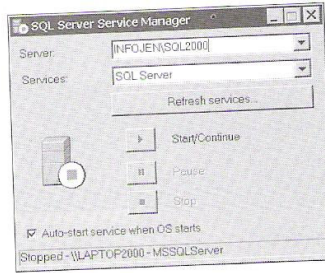 SQL Server Service Manager
Server: INFOJEN\SQL2000
Services: SQL Server
Refresh services...
Start/Continue
Pause
Stop
Auto-start service when OS starts
Stopped - \\LAPTOP2000 - MSSQLServer